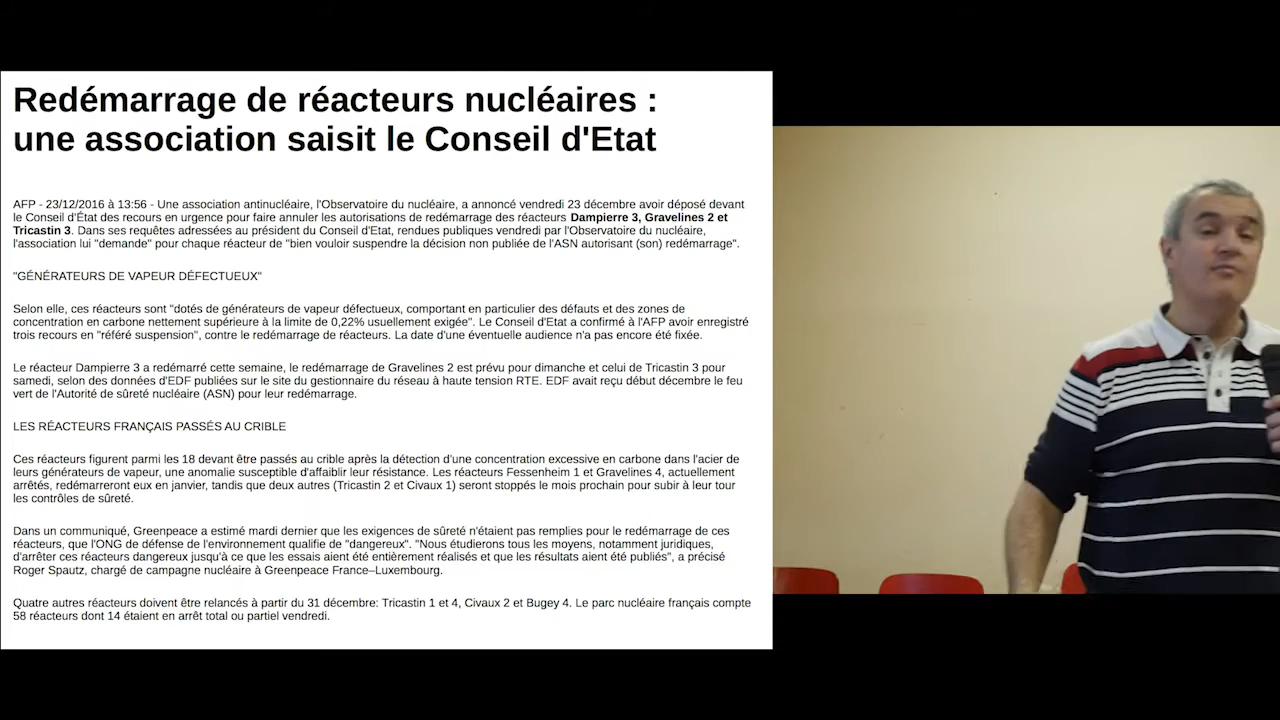 Redémarrage de réacteurs nucléaires :
une association saisit le Conseil d'Etat
AFP - 23/12/2016 à 13:56 - Une association antinucléaire, l'Observatoire du nucléaire, a annoncé vendredi 23 décembre avoir déposé devant
le Conseil d'État des recours en urgence pour faire annuler les autorisations de redémarrage des réacteurs Dampierre 3, Gravelines 2 et
Tricastin 3. Dans ses requêtes adressées au président du Conseil d'Etat, rendues publiques vendredi par l'Observatoire du nucléaire,
l'association lui "demande" pour chaque réacteur de "bien vouloir suspendre la décision non publiée de l'ASN autorisant (son) redémarrage".
"GÉNÉRATEURS DE VAPEUR DÉFECTUEUX"
Selon elle, ces réacteurs sont "dotés de générateurs de vapeur défectueux, comportant en particulier des défauts et des zones de
concentration en carbone nettement supérieure à la limite de 0,22% usuellement exigée". Le Conseil d'Etat a confirmé à l'AFP avoir enregistré
trois recours en "référé suspension", contre le redémarrage de réacteurs. La date d'une éventuelle audience n'a pas encore été fixée.
Le réacteur Dampierre 3 a redémarré cette semaine, le redémarrage de Gravelines 2 est prévu pour dimanche et celui de Tricastin 3 pour
samedi, selon des données d'EDF publiées sur le site du gestionnaire du réseau à haute tension RTE. EDF avait reçu début décembre le feu
vert de l'Autorité de sûreté nucléaire (ASN) pour leur redémarrage.
LES RÉACTEURS FRANÇAIS PASSÉS AU CRIBLE
Ces réacteurs figurent parmi les 18 devant être passés au crible après la détection d'une concentration excessive en carbone dans l'acier de
leurs générateurs de vapeur, une anomalie susceptible d'affaiblir leur résistance. Les réacteurs Fessenheim 1 et Gravelines 4, actuellement
arrêtés, redémarreront eux en janvier, tandis que deux autres (Tricastin 2 et Civaux 1) seront stoppés le mois prochain pour subir à leur tour
les contrôles de sûreté.
Dans un communiqué, Greenpeace a estimé mardi dernier que les exigences de sûreté n'étaient pas remplies pour le redémarrage de ces
réacteurs, que l'ONG de défense de l'environnement qualifie de "dangereux". "Nous étudierons tous les moyens, notamment juridiques,
d'arrêter ces réacteurs dangereux jusqu'à ce que les essais aient été entièrement réalisés et que les résultats aient été publiés", a précisé
Roger Spautz, chargé de campagne nucléaire à Greenpeace France–Luxembourg.
Quatre autres réacteurs doivent être relancés à partir du 31 décembre: Tricastin 1 et 4, Civaux 2 et Bugey 4. Le parc nucléaire français compte
58 réacteurs dont 14 étaient en arrêt total ou partiel vendredi.